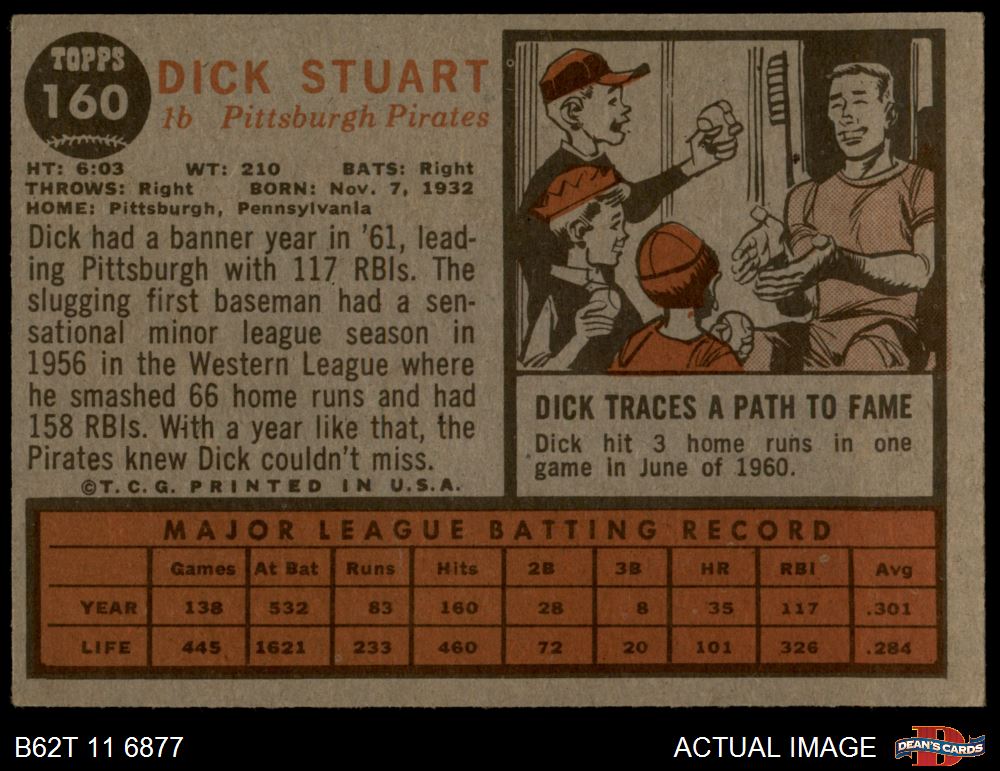 TOPPS
160
DICK STUART
1b Pittsburgh Pirates
HT: 6:03 WT: 210 BATS: Right
THROWS: Right BORN: Nov. 7, 1932
HOME: Pittsburgh, Pennsylvania
Dick had a banner year in '61, lead-
ing Pittsburgh with 117 RBIs. The
slugging first baseman had a sen-
sational minor league season in
1956 in the Western League where
he smashed 66 home runs and had
158 RBIs. With a year like that, the
Pirates knew Dick couldn't miss.
©T.C.G. PRINTED IN U.S.A.
DICK TRACES A PATH TO FAME
Dick hit 3 home runs in one
game in June of 1960.
MAJOR LEAGUE BATTING RECORD
Games At Bat Runs Hits 2B 3B HR RBI Avg
YEAR 138 532 83 160 28 8 35 117 .301
LIFE 445 1621 233 460 72 20 101 326 .284
B62T 11 6877
ACTUAL IMAGE
D
DEAN'S CARDS